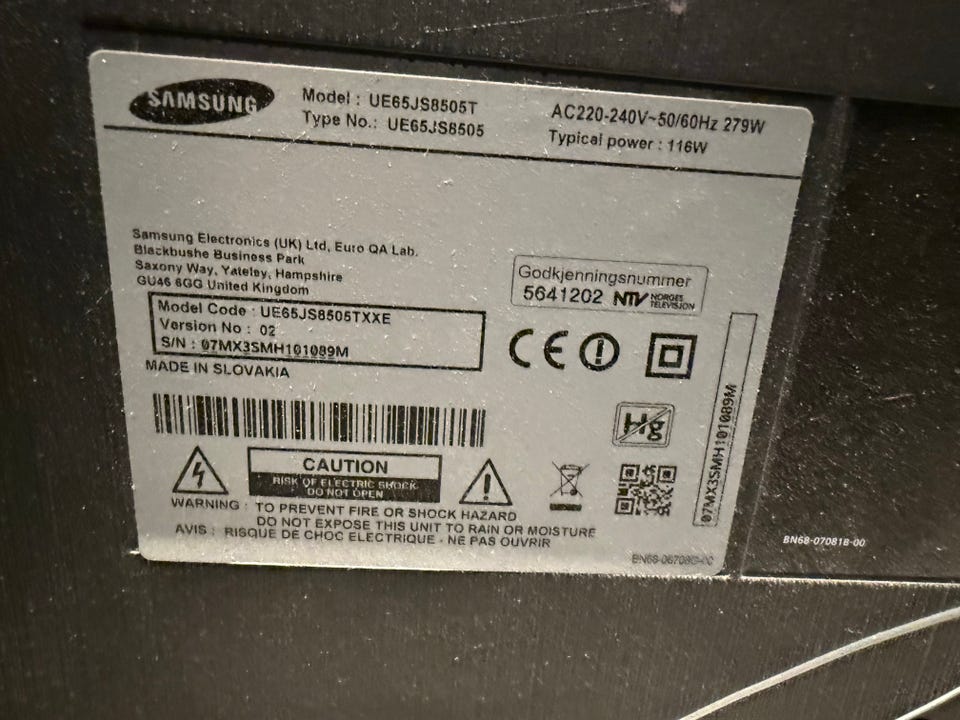 SAMSUNG
Model : UE65JS8505T
Type No.: UE65JS8505
AC220-240V~50/60Hz 279W
Typical power : 116W
Samsung Electronics (UK) Ltd, Euro QA Lab.
Blackbushe Business Park
Saxony Way, Yateley, Hampshire
GU46 6GG United Kingdom
Godkjenningsnummer
5641202 NTV NORGES TELEVISJON
Model Code : UE65JS8505TXXE
Version No : 02
S/N : 07MX3SMH101089M
MADE IN SLOVAKIA
CE
Hg
07MX3SMH101089M
CAUTION
RISK OF ELECTRIC SHOCK
DO NOT OPEN
WARNING : TO PREVENT FIRE OR SHOCK HAZARD
DO NOT EXPOSE THIS UNIT TO RAIN OR MOISTURE
AVIS : RISQUE DE CHOC ELECTRIQUE - NE PAS OUVRIR
BN68-07081B-00